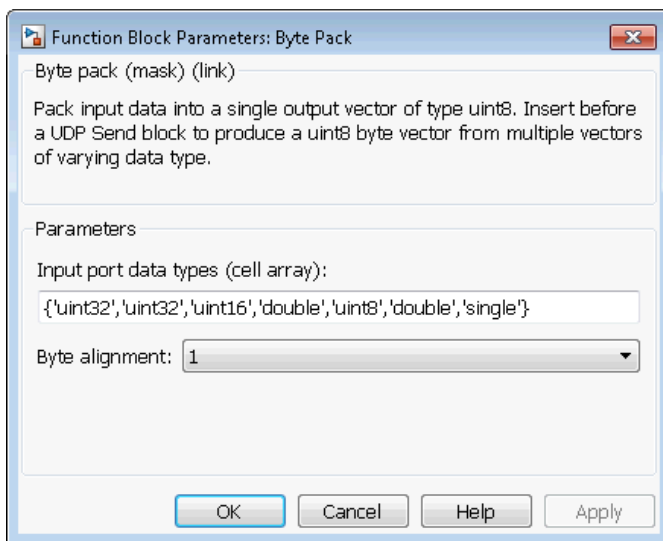 Function Block Parameters: Byte Pack
Byte pack (mask) (link)
Pack input data into a single output vector of type uint8. Insert before
a UDP Send block to produce a uint8 byte vector from multiple vectors
of varying data type.
Parameters
Input port data types (cell array):
{'uint32','uint32','uint16','double','uint8','double','single'}
Byte alignment: 1
OK Cancel Help Apply